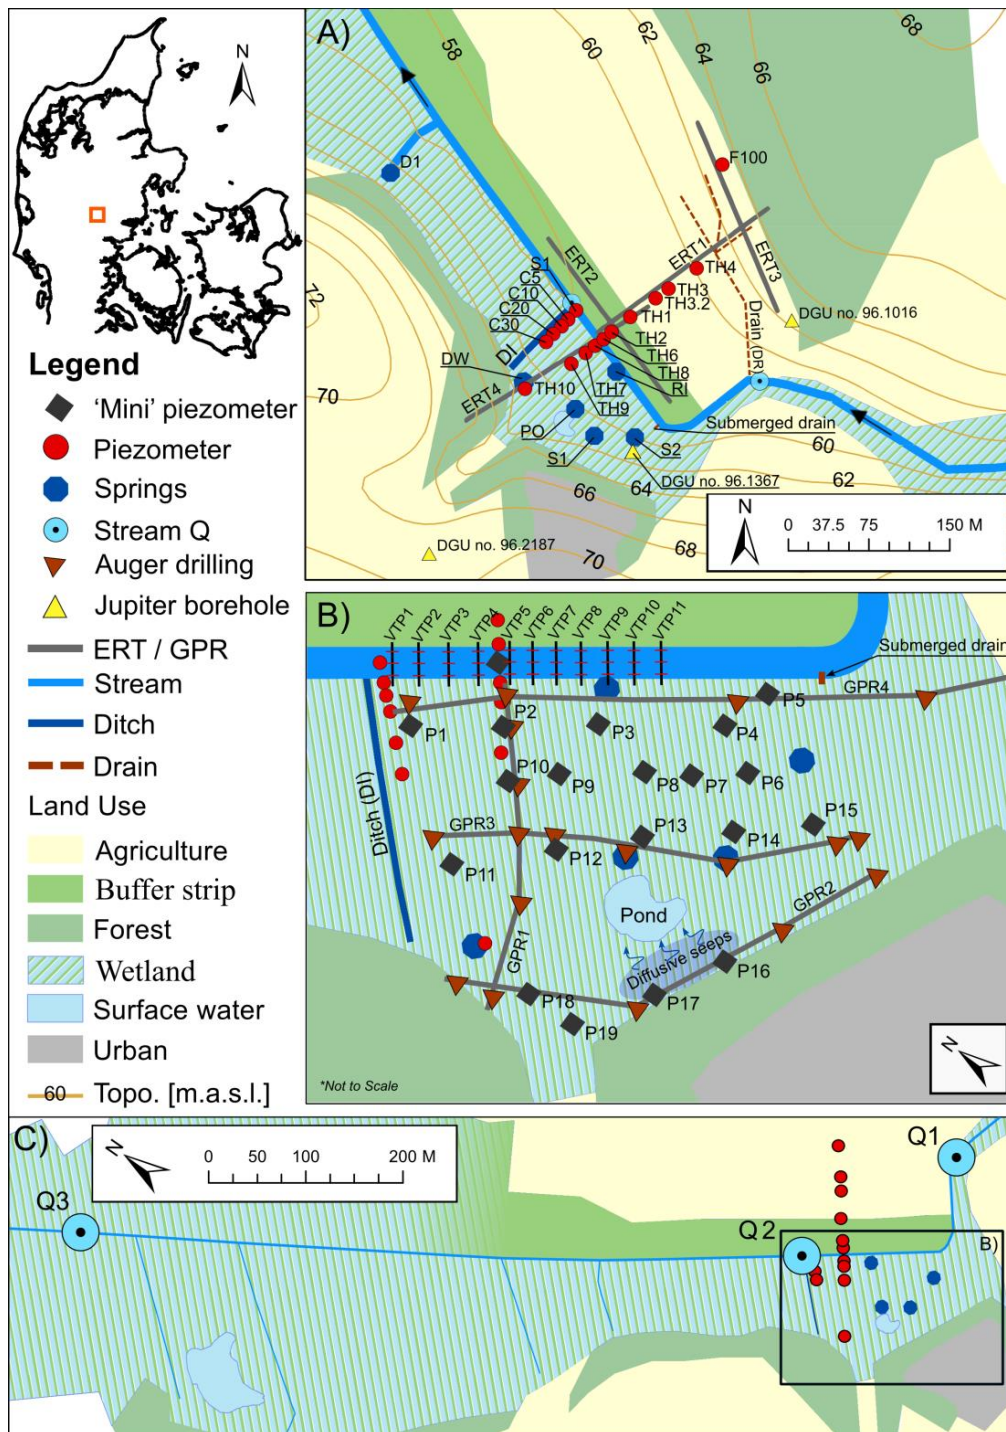 N
Legend
'Mini' piezometer
Piezometer
Springs
Stream Q
Auger drilling
Jupiter borehole
ERT / GPR
Stream
Ditch
Drain
Land Use
Agriculture
Buffer strip
Forest
Wetland
Surface water
Urban
60
Topo. [m.a.s.l.]
A)
58
60
62
64
66
68
D1
F100
72
S1
C5
C10
C20
C30
DI
ERT2
ERT1
ERT3
TH4
TH3
TH3.2
TH1
DGU no. 96.1016
TH2
TH6
TH8
RI
TH7
TH9
Drain (DR)
DW
70
ERT4
TH10
PO
S1
S2
Submerged drain
60
62
64
66
DGU no. 96.1367
DGU no. 96.2187
70
68
N
0 37.5 75 150 M
B)
VTP1
VTP2
VTP3
VTP4
VTP5
VTP6
VTP7
VTP8
VTP9
VTP10
VTP11
Submerged drain
GPR4
P5
P1
P2
P3
P4
Ditch (DI)
P10
P9
P8
P7
P6
P15
GPR3
P13
P14
P12
P11
GPR2
Pond
GPR1
Diffusive seeps
P16
P18
P17
P19
*Not to Scale
N
C)
N
0 50 100 200 M
Q1
Q3
Q2
B)